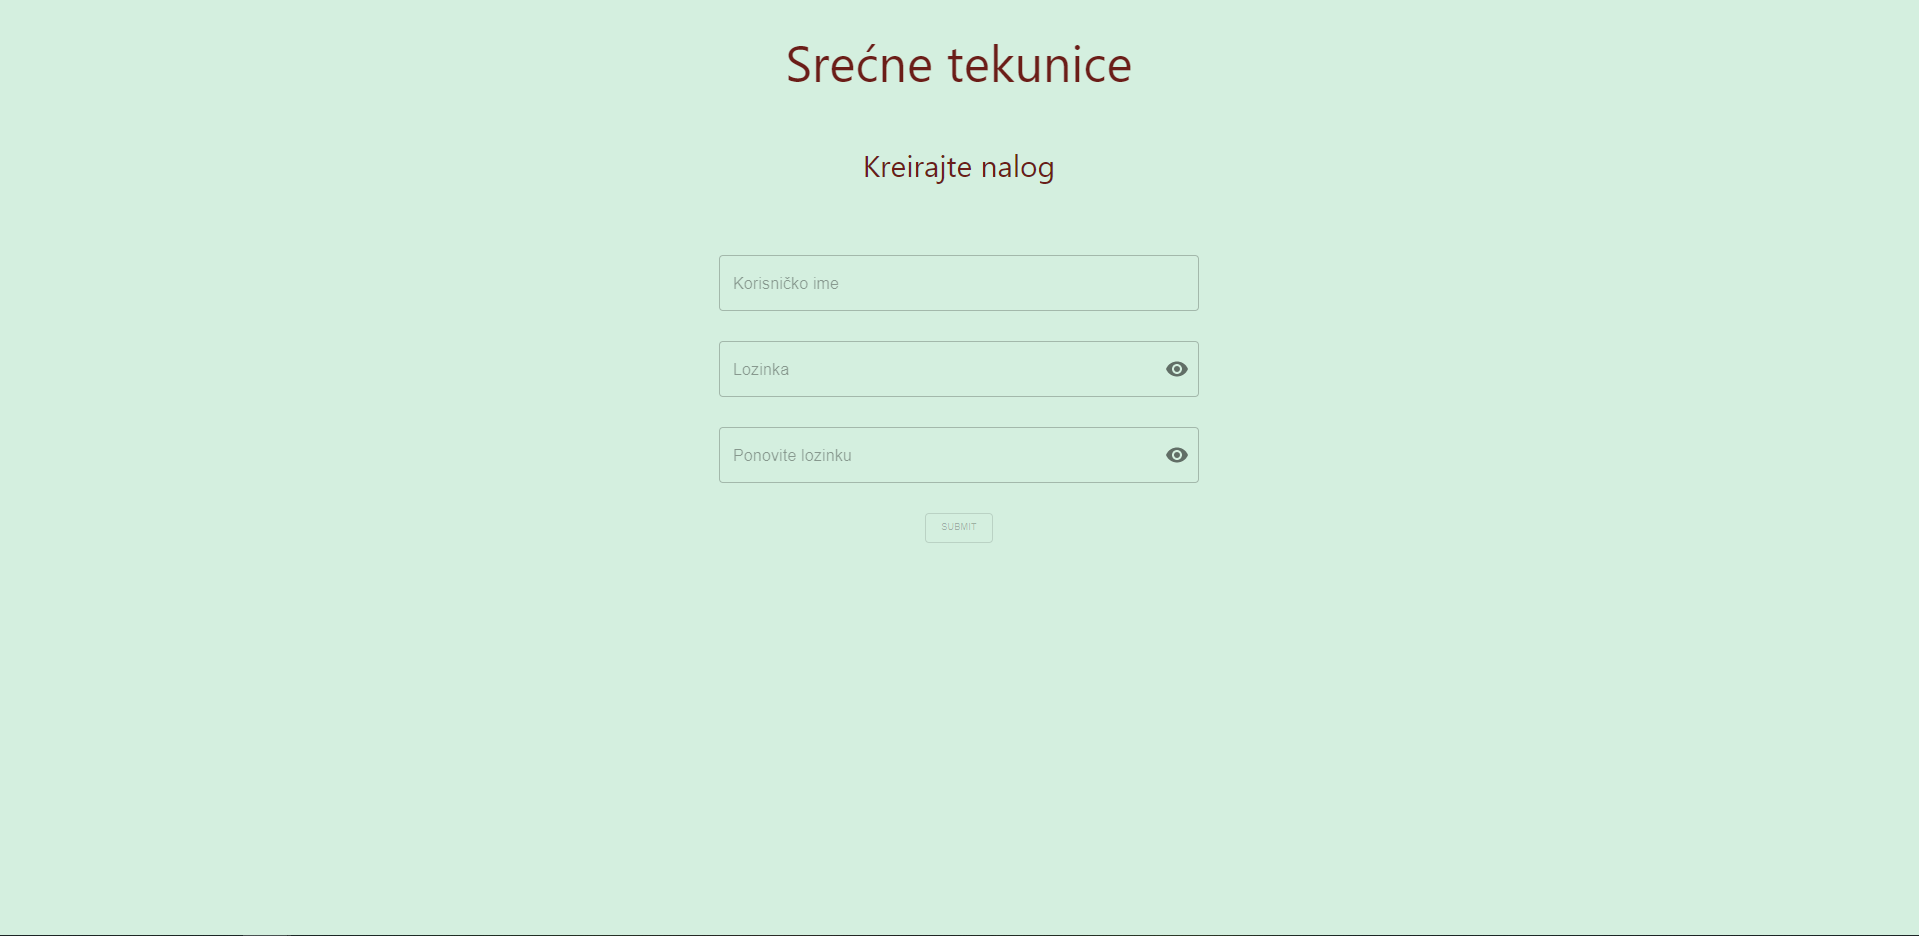 Srećne tekunice
Kreirajte nalog
Korisničko ime
Lozinka
Ponovite lozinku
SUBMIT